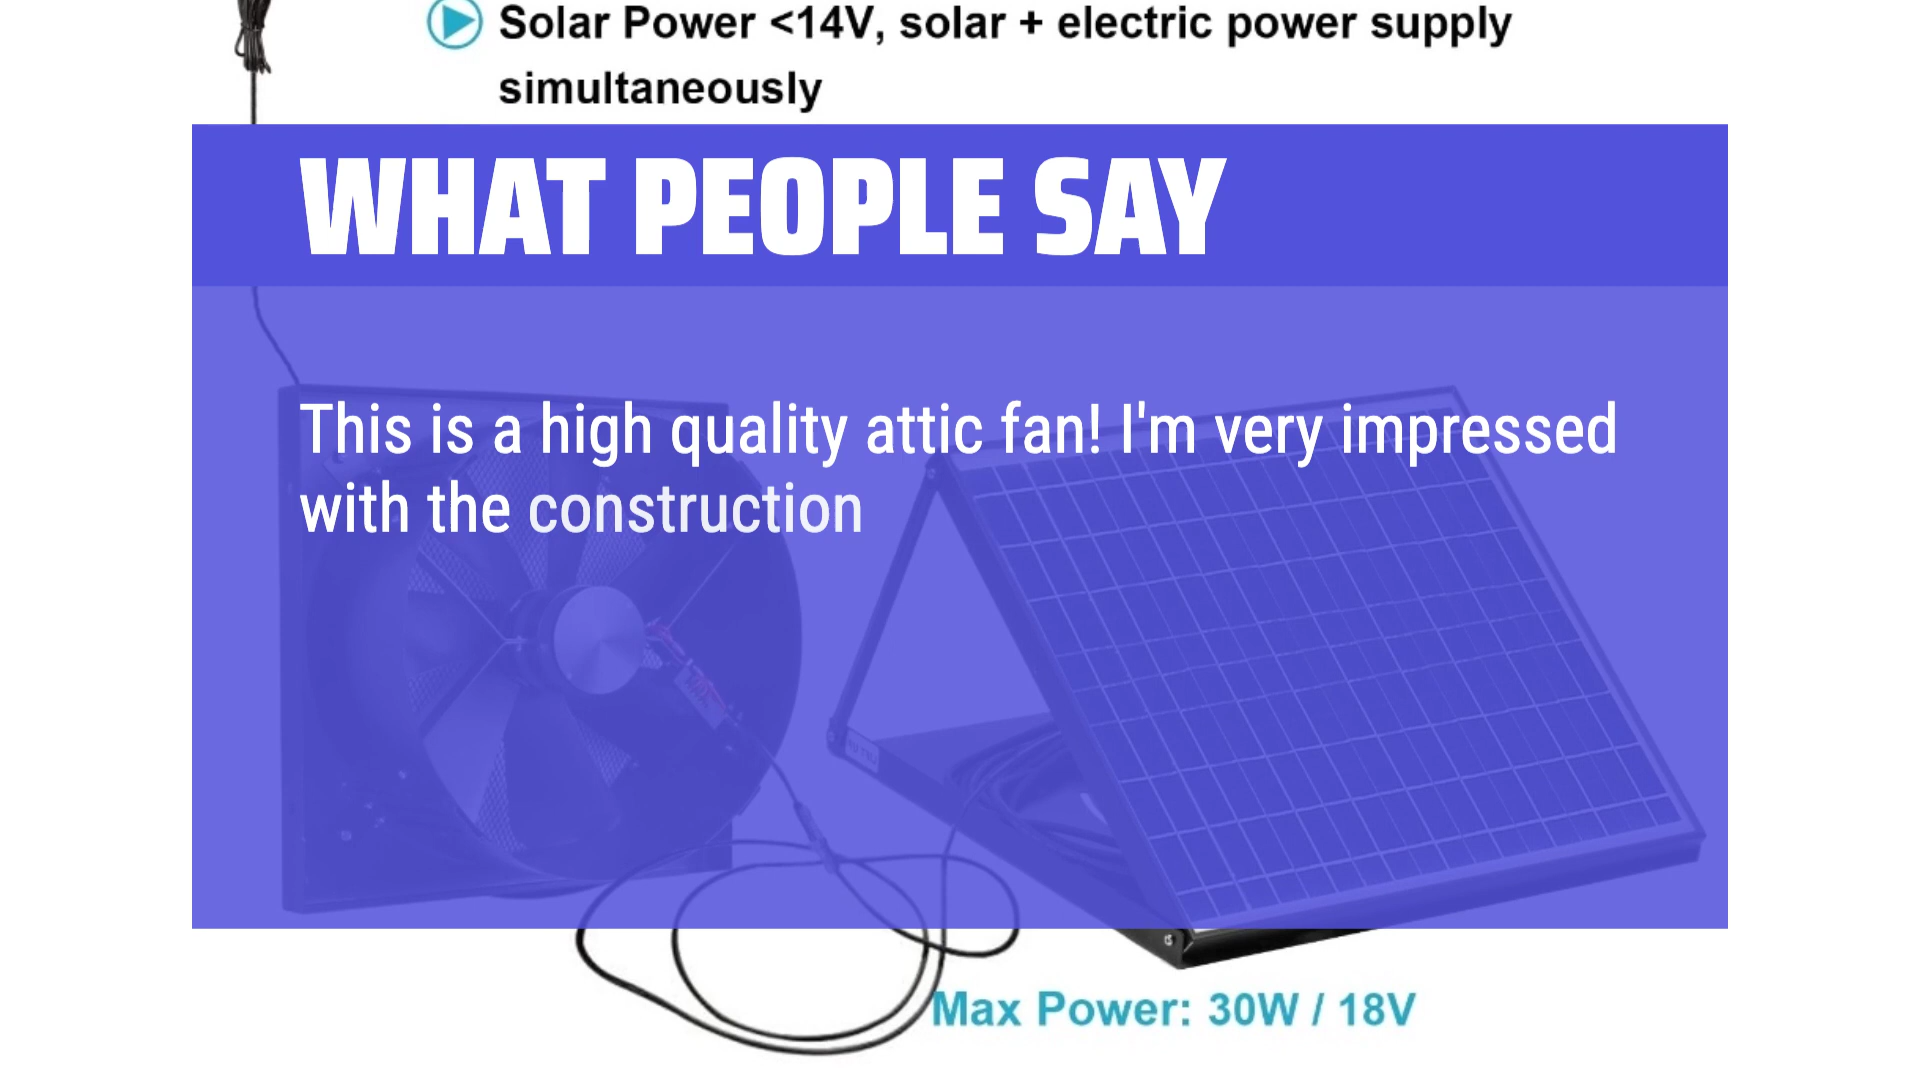 Solar Power <14V, solar + electric power supply
simultaneously
WHAT PEOPLE SAY
This is a high quality attic fan! I'm very impressed
with the construction
Max Power: 30W / 18V